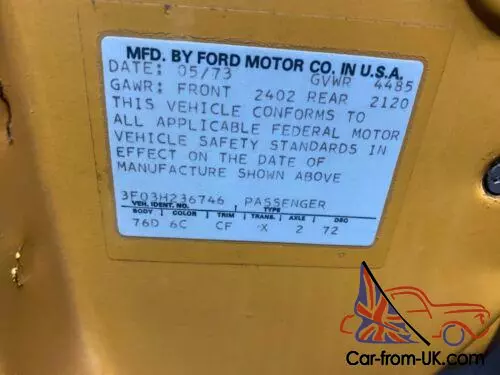 MFD. BY FORD MOTOR CO. IN U.S.A.
DATE: 05/73 GVWR 4485
GAWR: FRONT 2402 REAR 2120
THIS VEHICLE CONFORMS TO
ALL APPLICABLE FEDERAL MOTOR
VEHICLE SAFETY STANDARDS IN
EFFECT ON THE DATE OF
MANUFACTURE SHOWN ABOVE
3F03H236746 PASSENGER
VEH. IDENT. NO. TYPE
BODY COLOR TRIM TRANS. AXLE DSO
76D 6C CF X 2 72
Car-from-UK.com